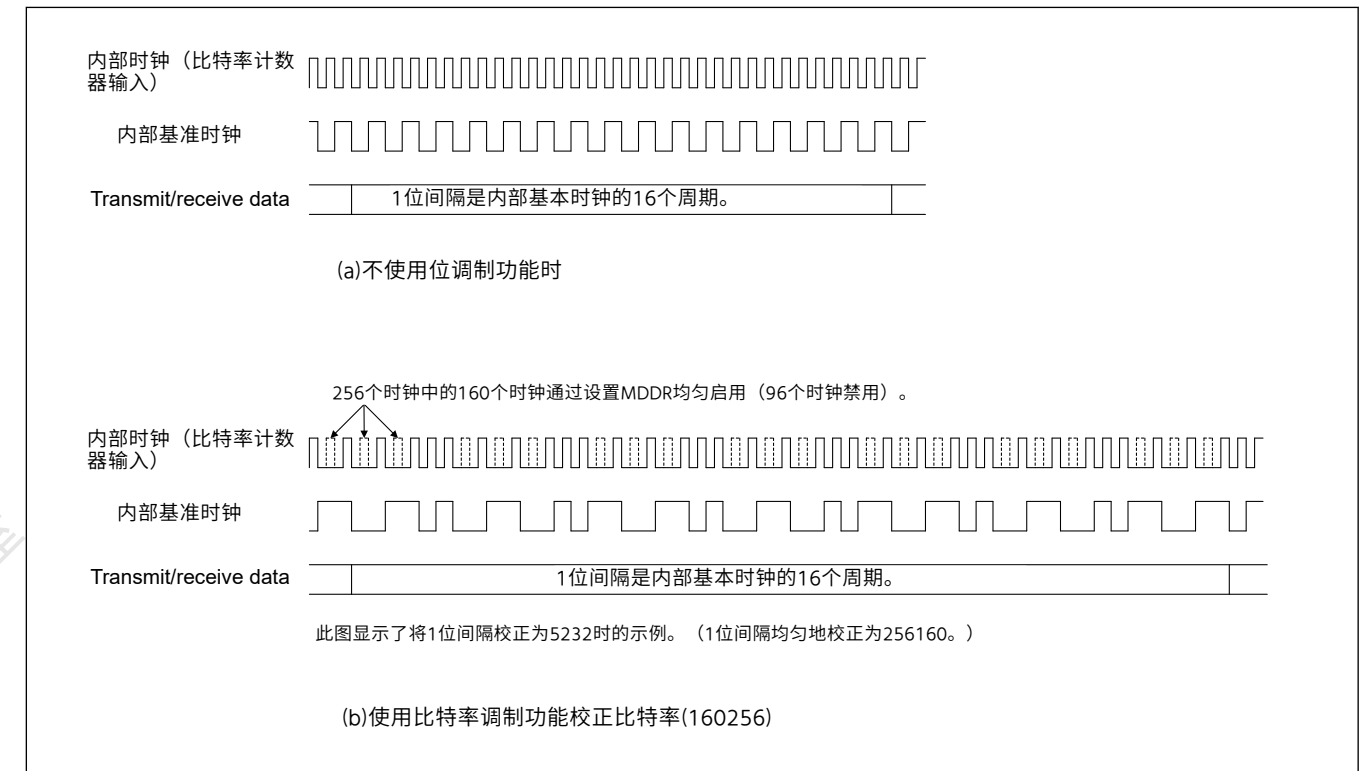 内部时钟（比特率计数
器输入）
内部基准时钟
Transmit/receive data
1位间隔是内部基本时钟的16个周期。
(a)不使用位调制功能时
256个时钟中的160个时钟通过设置MDDR均匀启用（96个时钟禁用）。
内部时钟（比特率计数
器输入）
内部基准时钟
Transmit/receive data
1位间隔是内部基本时钟的16个周期。
此图显示了将1位间隔校正为5232时的示例。（1位间隔均匀地校正为256160。）
(b)使用比特率调制功能校正比特率(160256)